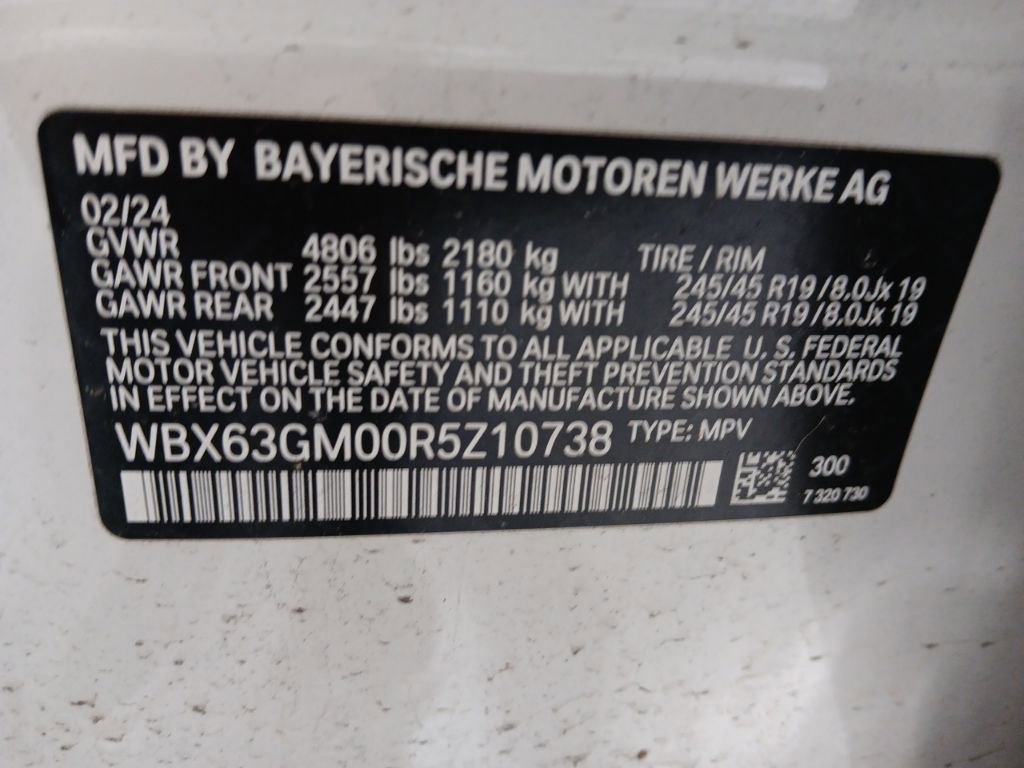 MFD BY BAYERISCHE MOTOREN WERKE AG
02/24
GVWR 4806 lbs 2180 kg TIRE / RIM
GAWR FRONT 2557 lbs 1160 kg WITH 245/45 R19 / 8.0Jx 19
GAWR REAR 2447 lbs 1110 kg WITH 245/45 R19 / 8.0Jx 19
THIS VEHICLE CONFORMS TO ALL APPLICABLE U. S. FEDERAL
MOTOR VEHICLE SAFETY AND THEFT PREVENTION STANDARDS
IN EFFECT ON THE DATE OF MANUFACTURE SHOWN ABOVE.
WBX63GM00R5Z10738 TYPE: MPV
300
7 320 730